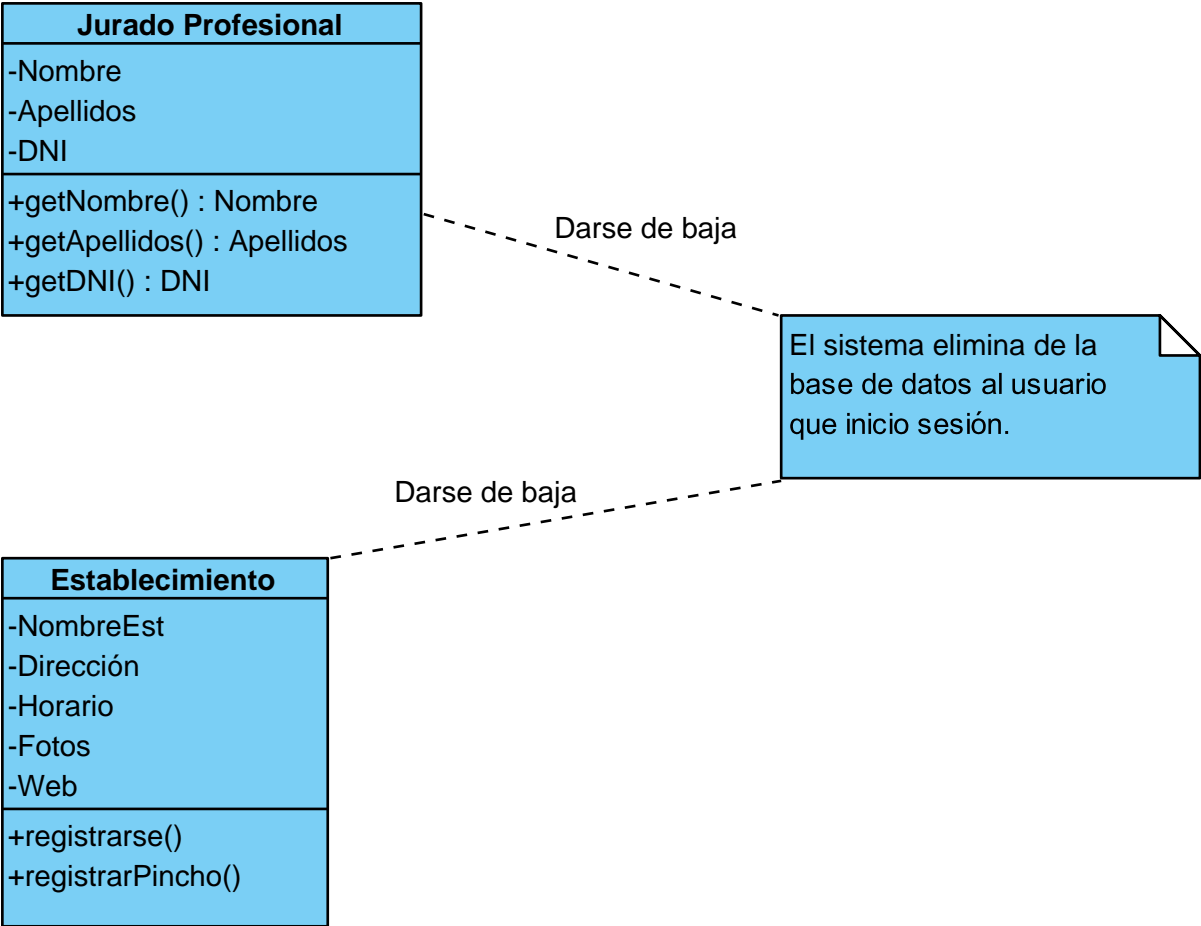 Jurado Profesional
-Nombre
-Apellidos
-DNI
+getNombre() : Nombre
+getApellidos() : Apellidos
+getDNI() : DNI
Darse de baja
El sistema elimina de la
base de datos al usuario
que inicio sesión.
Darse de baja
Establecimiento
-NombreEst
-Dirección
-Horario
-Fotos
-Web
+registrarse()
+registrarPincho()